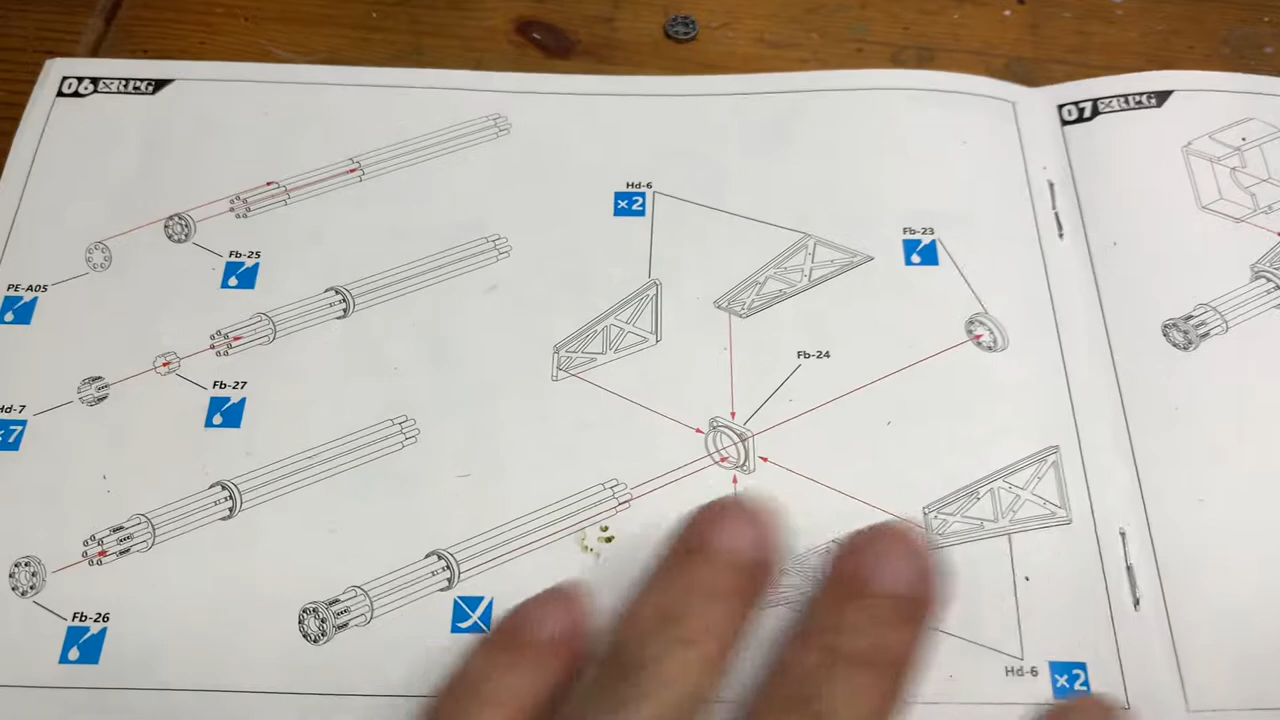 06 XRPG
Fb-25
PE-A05
Fb-27
Hd-7
×7
Fb-26
Hd-6
×2
Fb-23
Fb-24
Hd-6
×2
07 XRPG